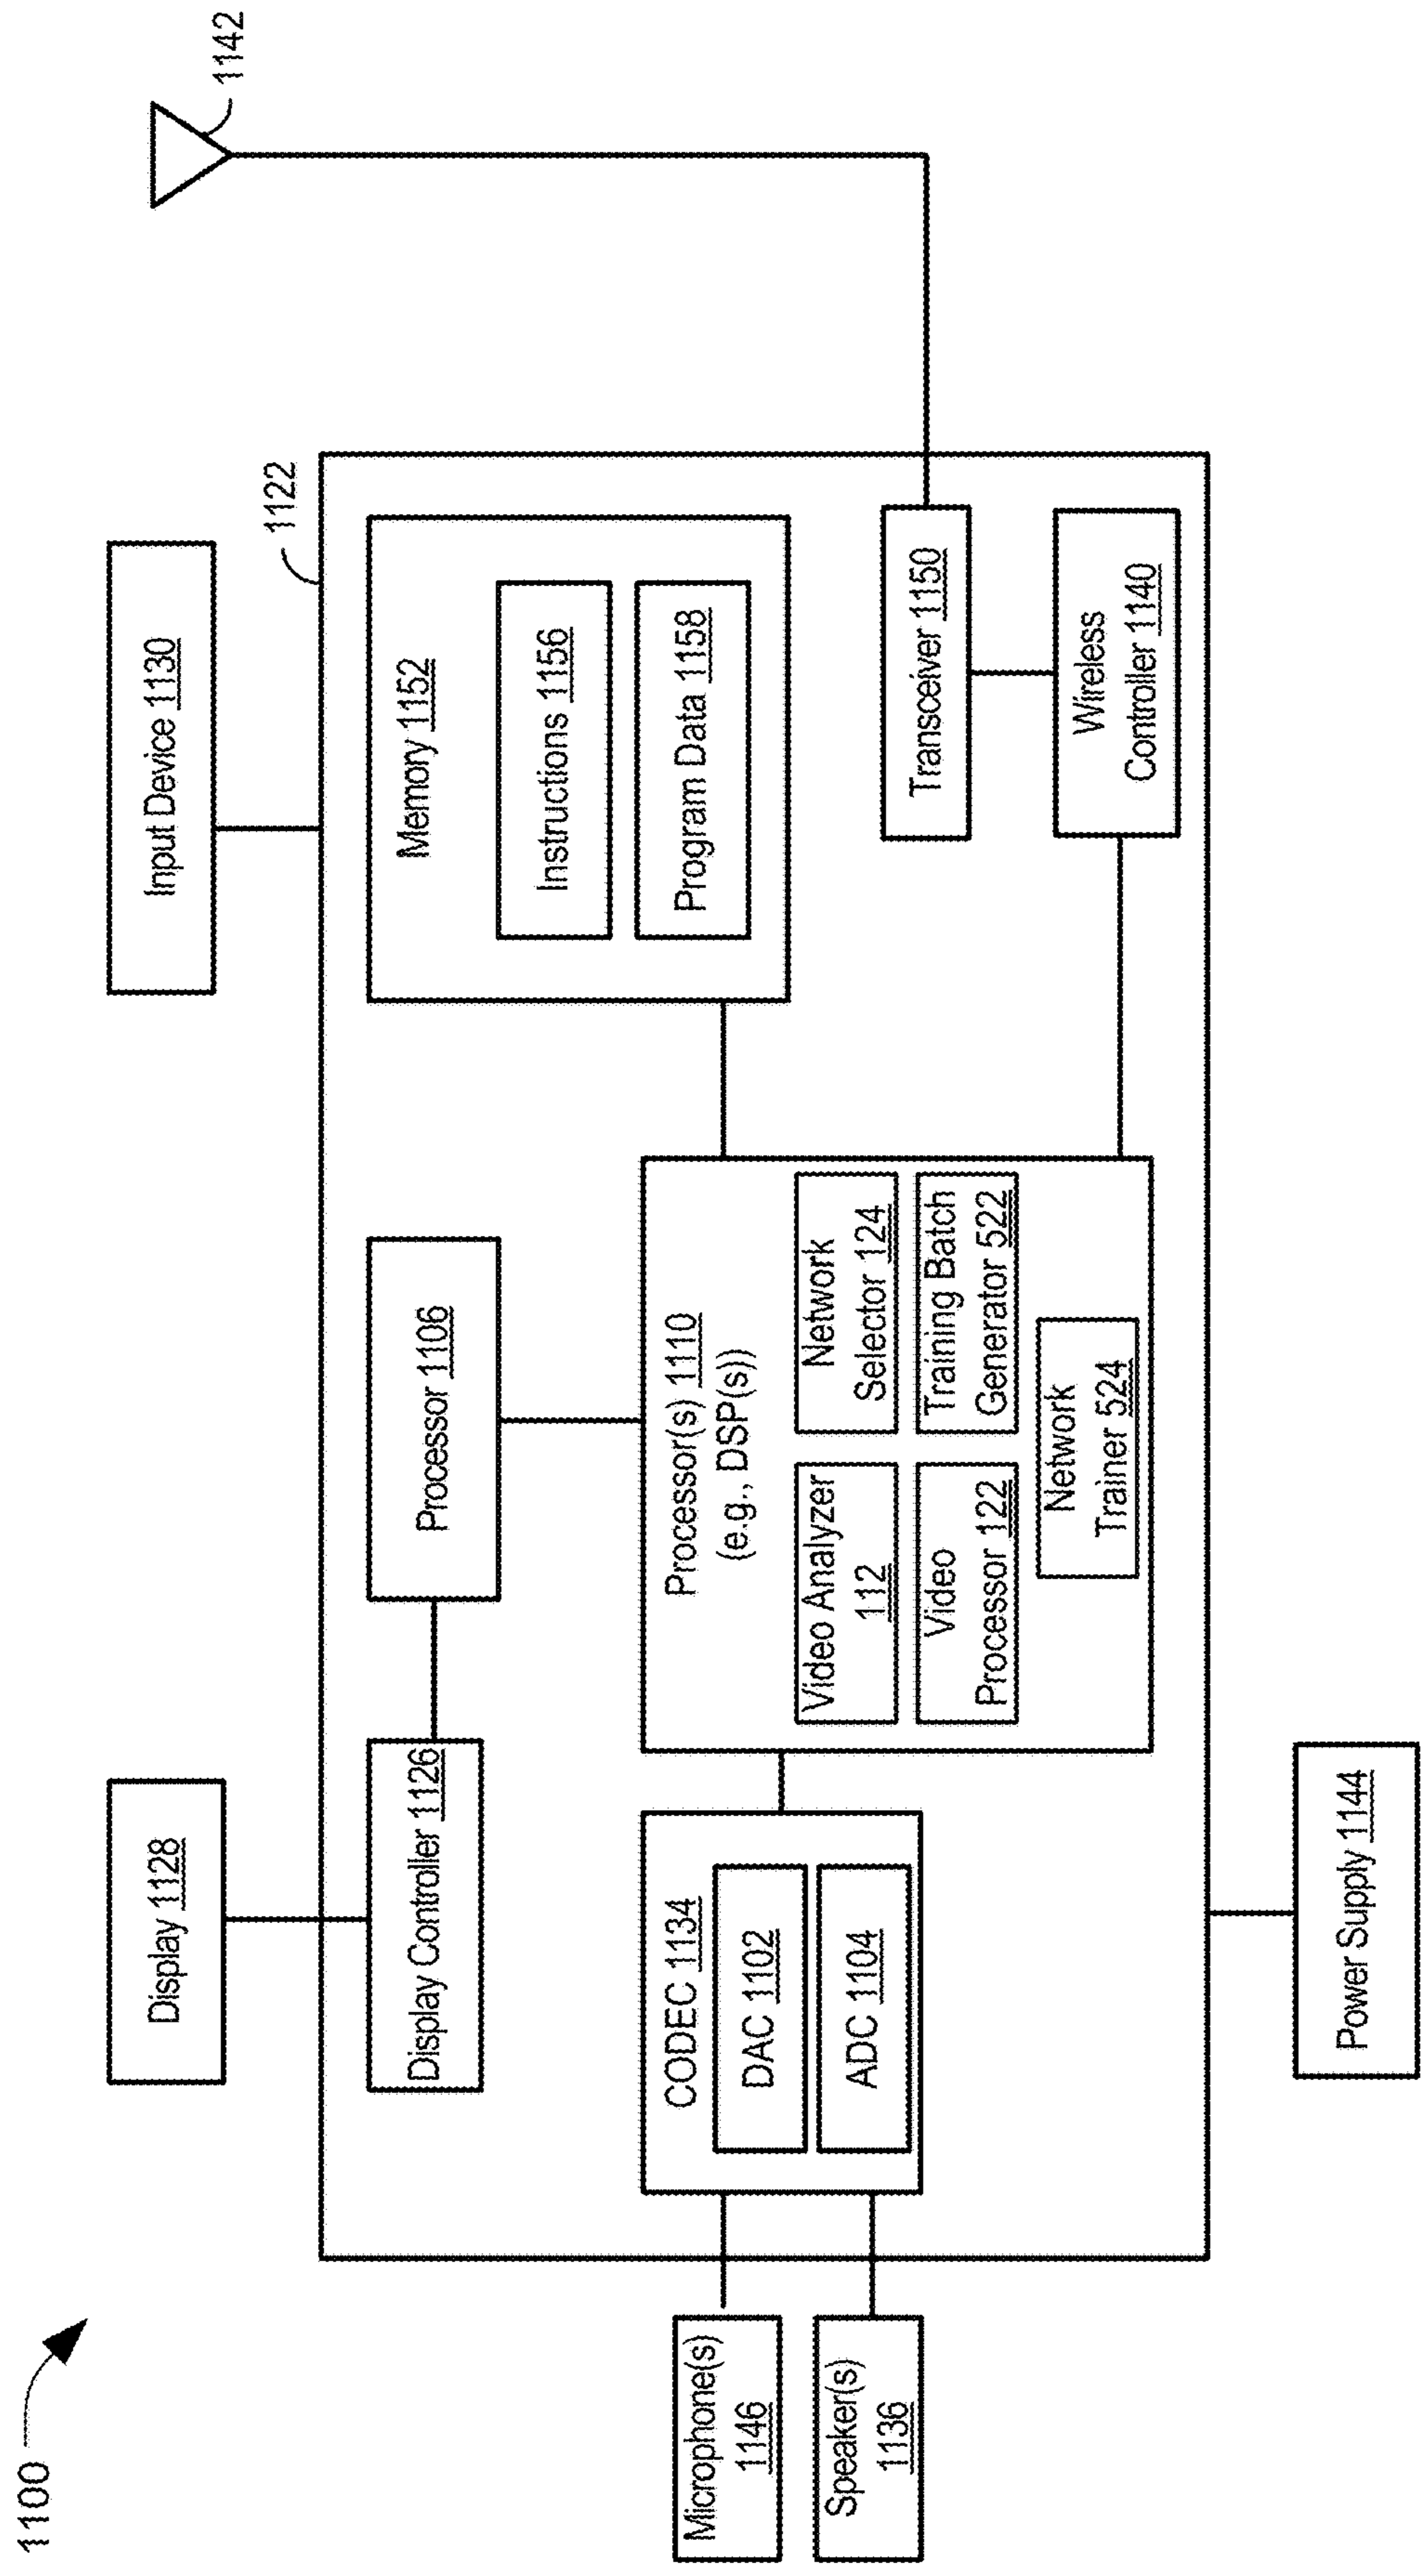 1100
Display 1128
Input Device 1130
1142
1122
Display Controller 1126
Processor 1106
Memory 1152
Instructions 1156
Program Data 1158
Microphone(s)
1146
Speaker(s)
1136
CODEC 1134
DAC 1102
ADC 1104
Processor(s) 1110
(e.g., DSP(s))
Video Analyzer
112
Network
Selector 124
Video
Processor 122
Training Batch
Generator 522
Network
Trainer 524
Transceiver 1150
Wireless
Controller 1140
Power Supply 1144